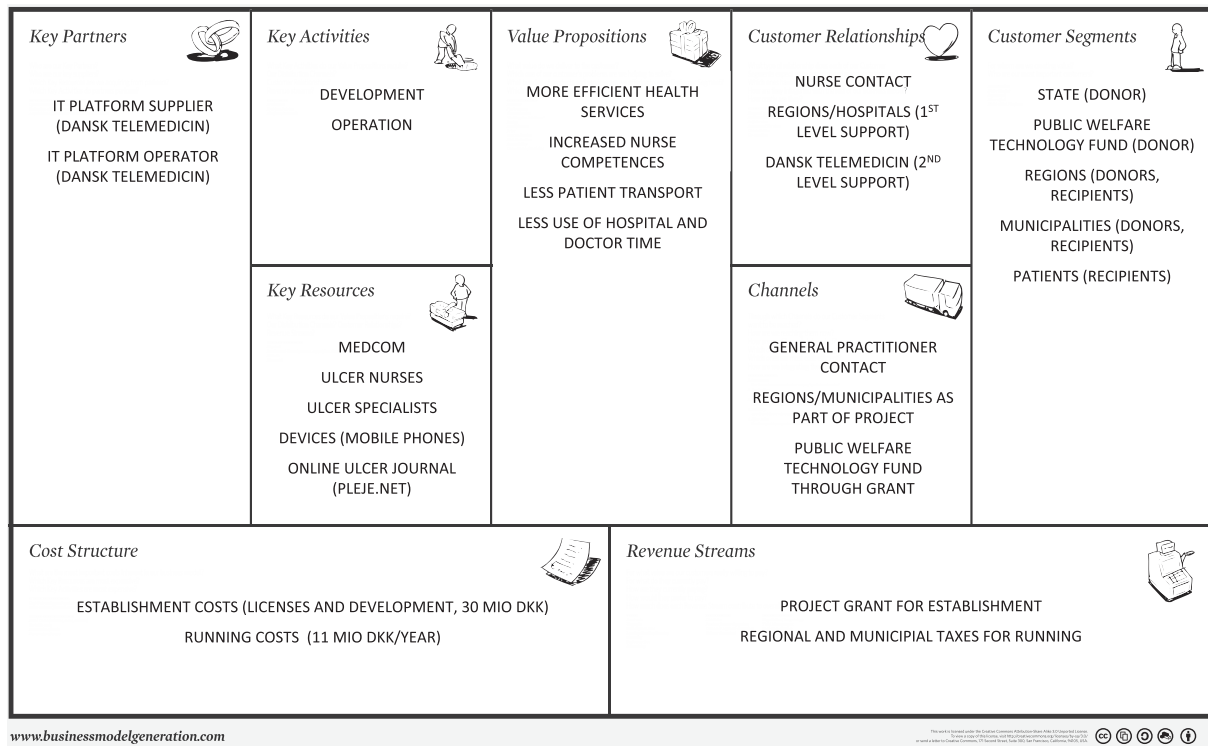 Key Partners
IT PLATFORM SUPPLIER
(DANSK TELEMEDICIN)
IT PLATFORM OPERATOR
(DANSK TELEMEDICIN)
Key Activities
DEVELOPMENT
OPERATION
Key Resources
MEDCOM
ULCER NURSES
ULCER SPECIALISTS
DEVICES (MOBILE PHONES)
ONLINE ULCER JOURNAL
(PLEJE.NET)
Value Propositions
MORE EFFICIENT HEALTH
SERVICES
INCREASED NURSE
COMPETENCES
LESS PATIENT TRANSPORT
LESS USE OF HOSPITAL AND
DOCTOR TIME
Customer Relationships
NURSE CONTACT
REGIONS/HOSPITALS (1ST
LEVEL SUPPORT)
DANSK TELEMEDICIN (2ND
LEVEL SUPPORT)
Channels
GENERAL PRACTITIONER
CONTACT
REGIONS/MUNICIPALITIES AS
PART OF PROJECT
PUBLIC WELFARE
TECHNOLOGY FUND
THROUGH GRANT
Customer Segments
STATE (DONOR)
PUBLIC WELFARE
TECHNOLOGY FUND (DONOR)
REGIONS (DONORS,
RECIPIENTS)
MUNICIPALITIES (DONORS,
RECIPIENTS)
PATIENTS (RECIPIENTS)
Cost Structure
ESTABLISHMENT COSTS (LICENSES AND DEVELOPMENT, 30 MIO DKK)
RUNNING COSTS (11 MIO DKK/YEAR)
Revenue Streams
PROJECT GRANT FOR ESTABLISHMENT
REGIONAL AND MUNICIPIAL TAXES FOR RUNNING
www.businessmodelgeneration.com